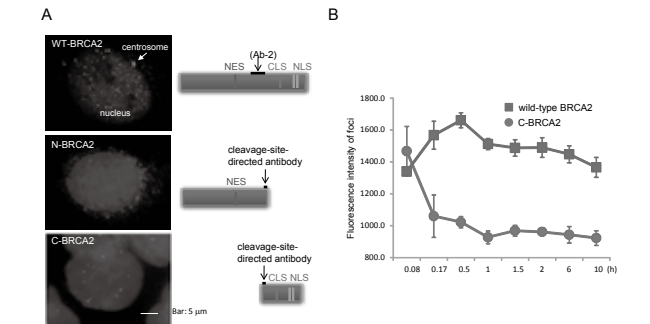 A
WT-BRCA2
centrosome
nucleus
(Ab-2)
NES
CLS NLS
N-BRCA2
cleavage-site-
directed antibody
NES
C-BRCA2
cleavage-site-
directed antibody
CLS NLS
Bar: 5 μm
B
Fluorescence intensity of foci
1800.0
1600.0
1400.0
1200.0
1000.0
800.0
wild-type BRCA2
C-BRCA2
0.08 0.17 0.5 1 1.5 2 6 10 (h)